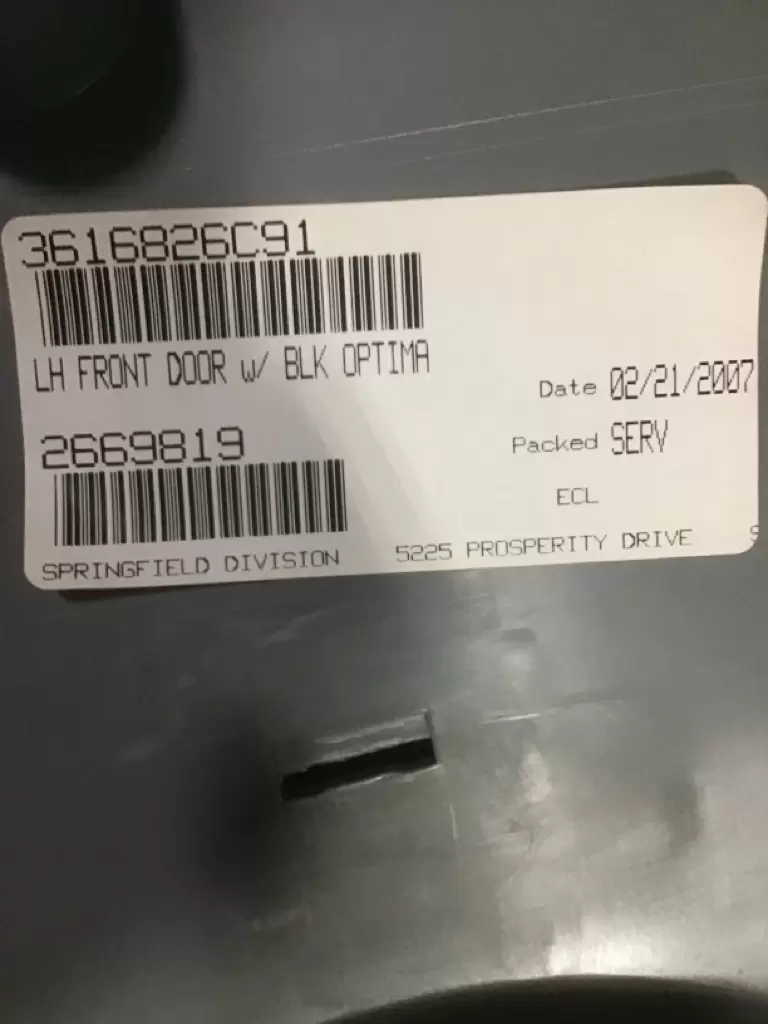 3616826C91
LH FRONT DOOR w/ BLK OPTIMA
Date 02/21/2007
2669819
Packed SERV
ECL
SPRINGFIELD DIVISION 5225 PROSPERITY DRIVE